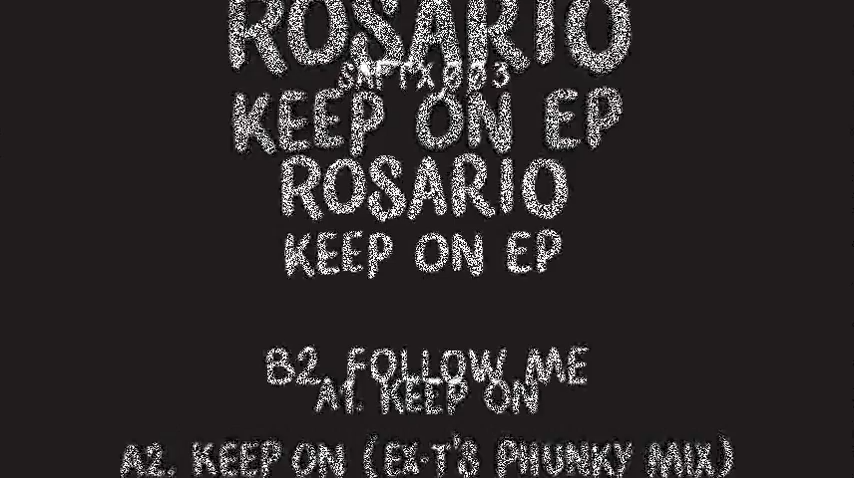 ROSARIO
SAFTX003
KEEP ON EP
ROSARIO
KEEP ON EP
B2. FOLLOW ME
A1. KEEP ON
A2. KEEP ON (EX-T'S PHUNKY MIX)